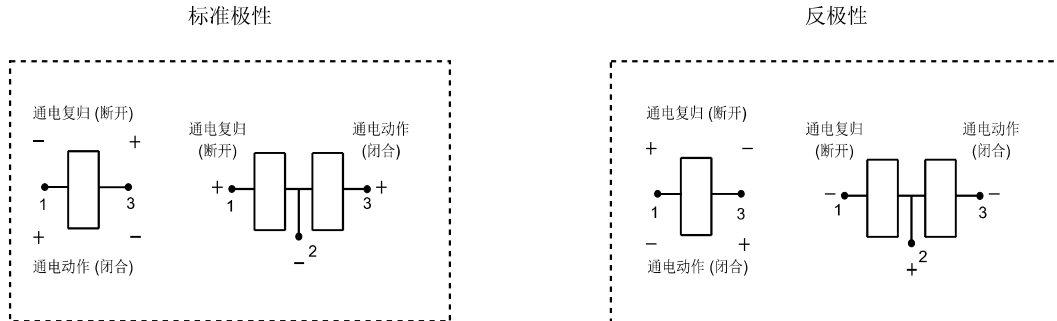 标准极性
通电复归 (断开)
− +
1 3
+ −
通电动作 (闭合)
通电复归
(断开)
通电动作
(闭合)
+ +
1 3
2
−
反极性
通电复归 (断开)
+ −
1 3
− +
通电动作 (闭合)
通电复归
(断开)
通电动作
(闭合)
− −
1 3
2
+